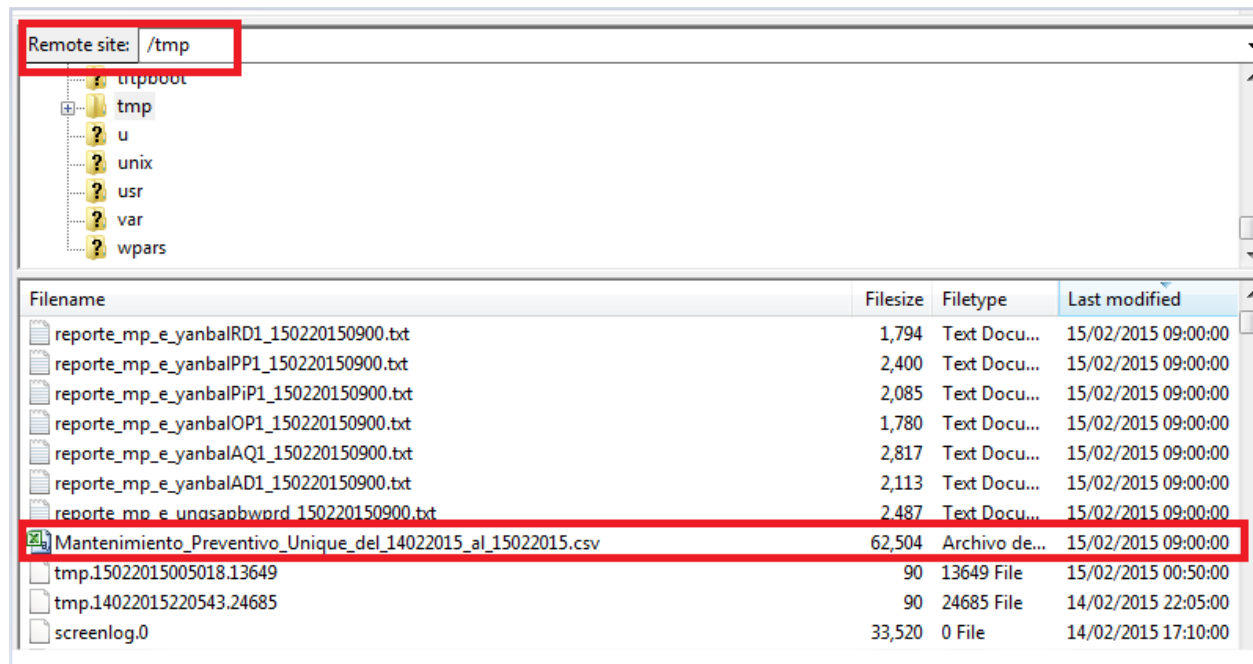 Remote site: /tmp
tftpboot
tmp
u
unix
usr
var
wpars
Filename Filesize Filetype Last modified
reporte_mp_e_yanbalRD1_150220150900.txt 1,794 Text Docu... 15/02/2015 09:00:00
reporte_mp_e_yanbalPP1_150220150900.txt 2,400 Text Docu... 15/02/2015 09:00:00
reporte_mp_e_yanbalPiP1_150220150900.txt 2,085 Text Docu... 15/02/2015 09:00:00
reporte_mp_e_yanbalOP1_150220150900.txt 1,780 Text Docu... 15/02/2015 09:00:00
reporte_mp_e_yanbalAQ1_150220150900.txt 2,817 Text Docu... 15/02/2015 09:00:00
reporte_mp_e_yanbalAD1_150220150900.txt 2,113 Text Docu... 15/02/2015 09:00:00
reporte_mp_e_unqsapbwprd_150220150900.txt 2,487 Text Docu... 15/02/2015 09:00:00
Mantenimiento_Preventivo_Unique_del_14022015_al_15022015.csv 62,504 Archivo de... 15/02/2015 09:00:00
tmp.15022015005018.13649 90 13649 File 15/02/2015 00:50:00
tmp.14022015220543.24685 90 24685 File 14/02/2015 22:05:00
screenlog.0 33,520 0 File 14/02/2015 17:10:00